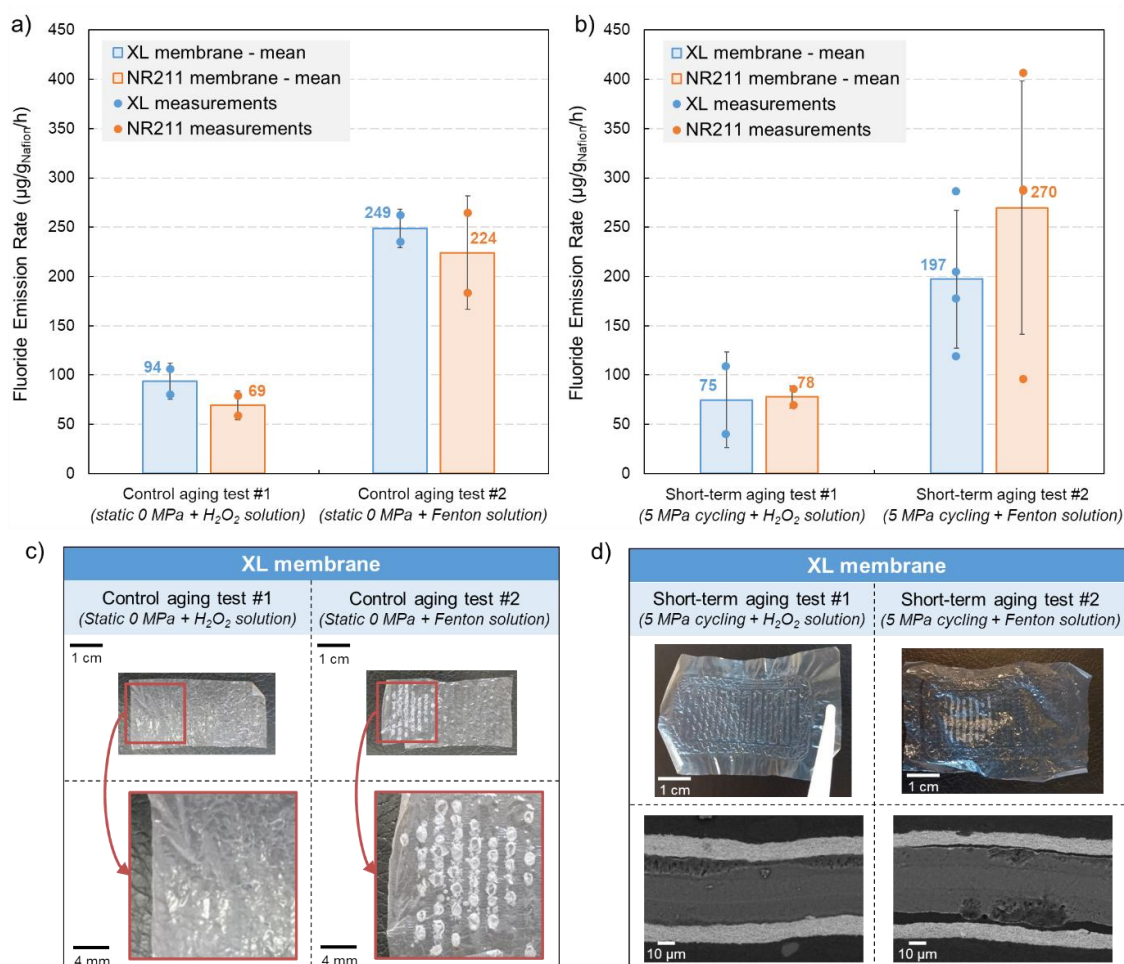 a)
450
400
350
300
250
200
150
100
50
0
Fluoride Emission Rate (µg/gNafion/h)
XL membrane - mean
NR211 membrane - mean
XL measurements
NR211 measurements
94
69
249
224
Control aging test #1
(static 0 MPa + H₂O₂ solution)
Control aging test #2
(static 0 MPa + Fenton solution)
b)
450
400
350
300
250
200
150
100
50
0
Fluoride Emission Rate (µg/gNafion/h)
XL membrane - mean
NR211 membrane - mean
XL measurements
NR211 measurements
75
78
197
270
Short-term aging test #1
(5 MPa cycling + H₂O₂ solution)
Short-term aging test #2
(5 MPa cycling + Fenton solution)
c)
XL membrane
Control aging test #1
(Static 0 MPa + H₂O₂ solution)
Control aging test #2
(Static 0 MPa + Fenton solution)
1 cm
1 cm
4 mm
4 mm
d)
XL membrane
Short-term aging test #1
(5 MPa cycling + H₂O₂ solution)
Short-term aging test #2
(5 MPa cycling + Fenton solution)
1 cm
1 cm
10 µm
10 µm